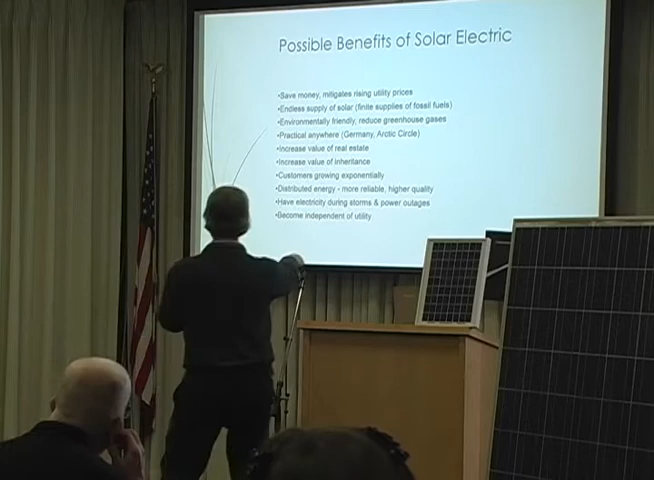 Possible Benefits of Solar Electric
•Save money, mitigates rising utility prices
•Endless supply of solar (finite supplies of fossil fuels)
•Environmentally friendly, reduce greenhouse gases
•Practical anywhere (Germany, Arctic Circle)
•Increase value of real estate
•Increase value of inheritance
•Customers growing exponentially
•Distributed energy - more reliable, higher quality
•Have electricity during storms & power outages
•Become independent of utility